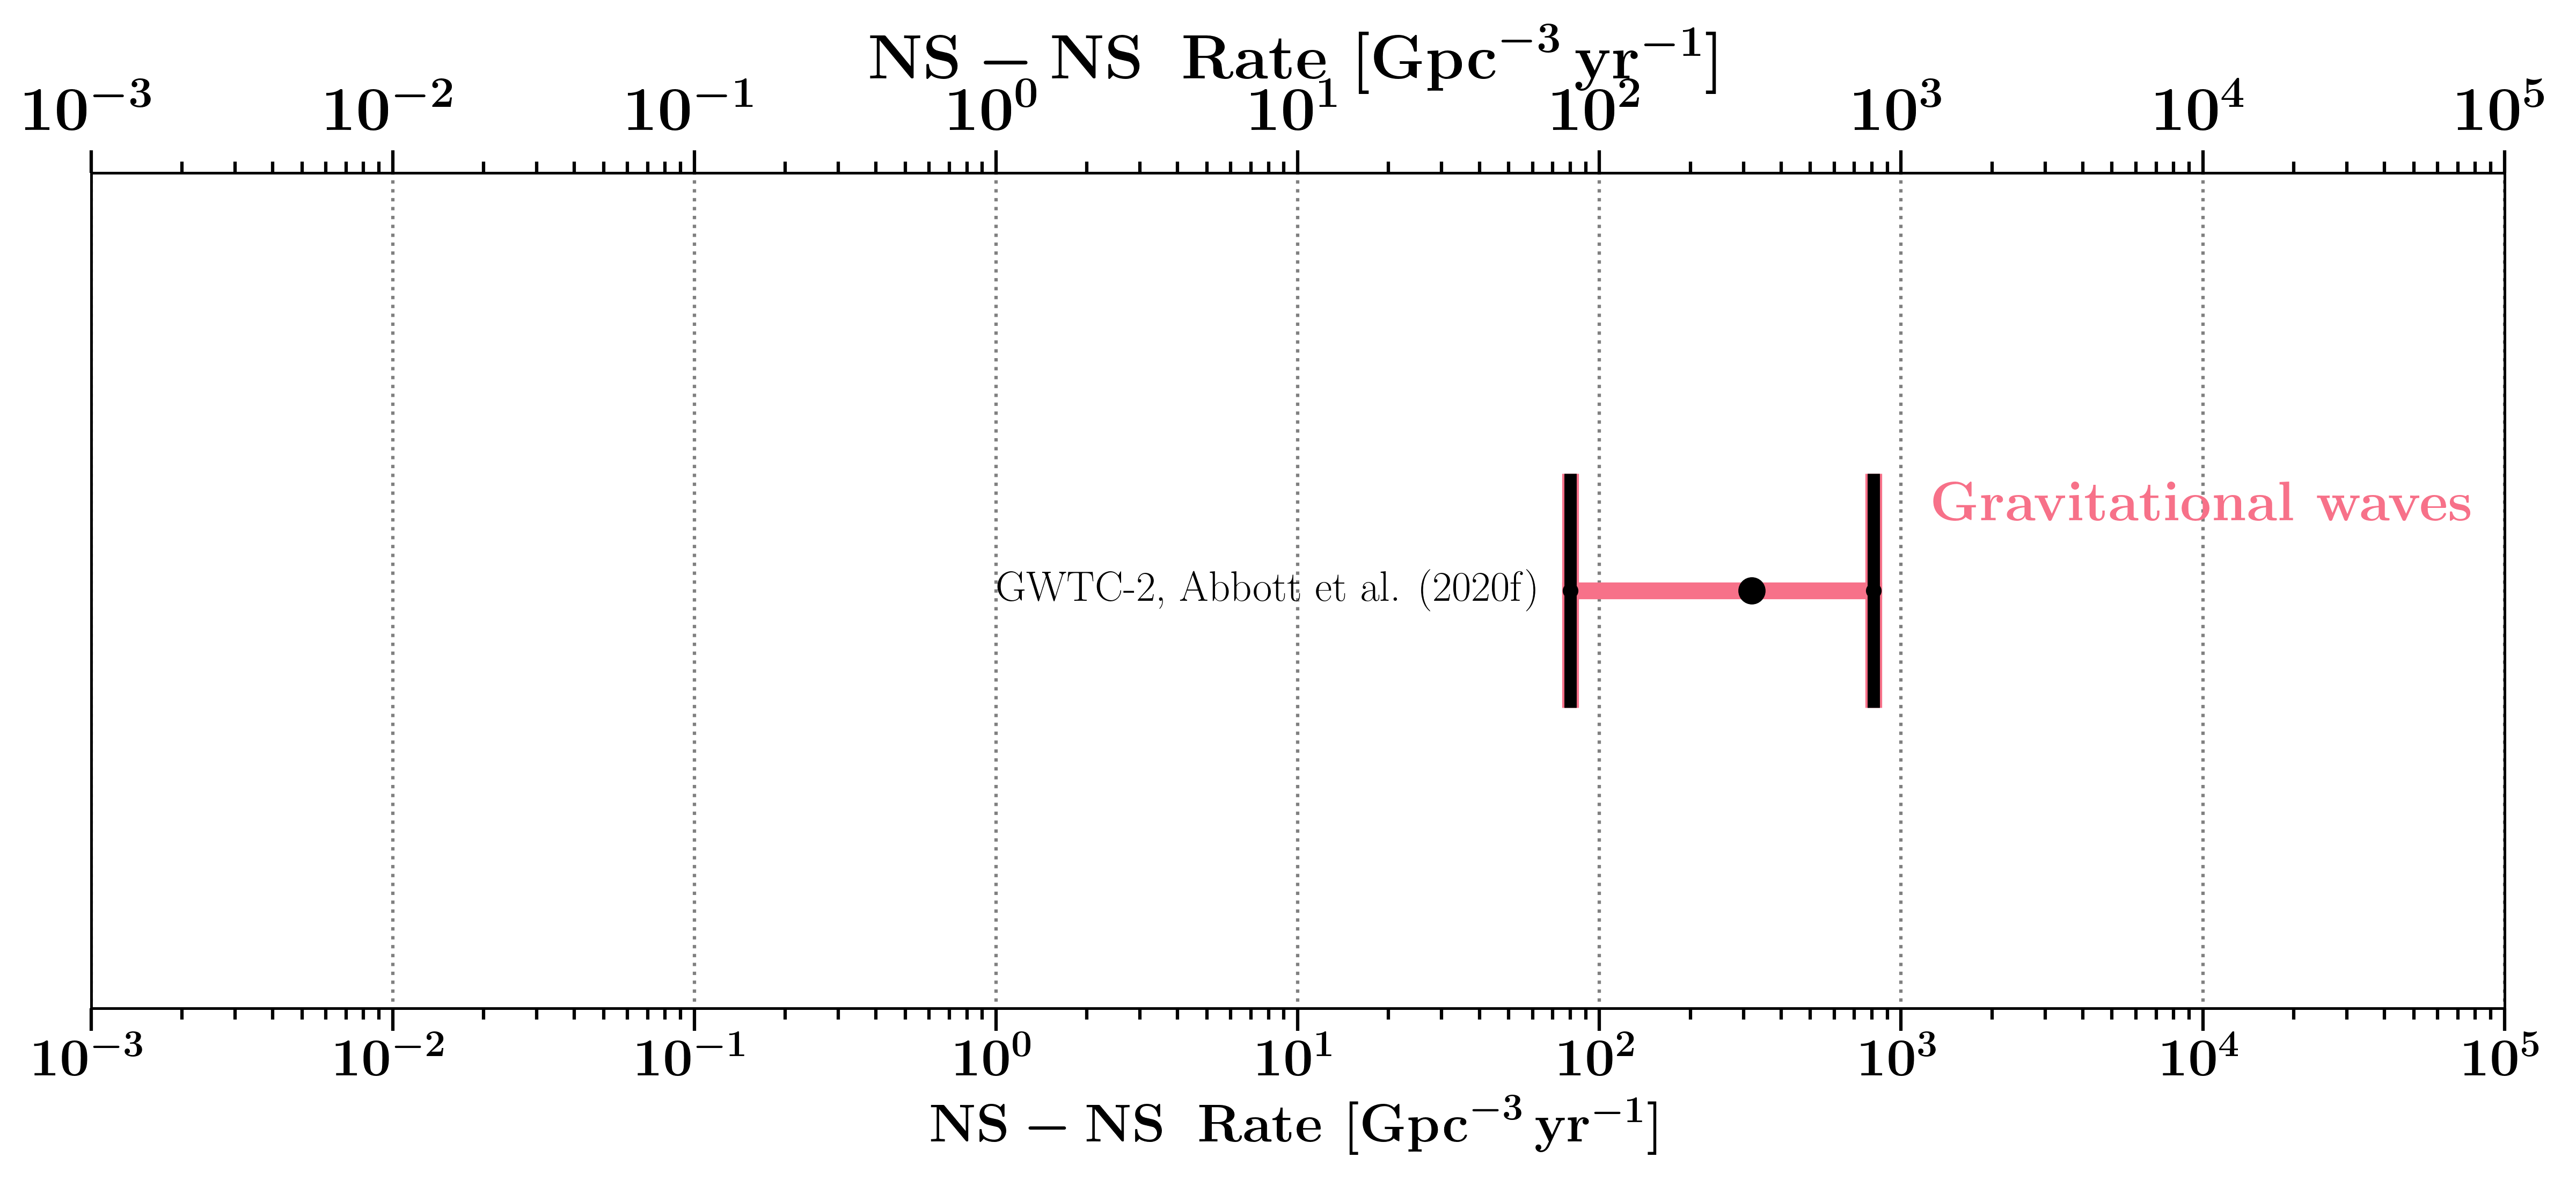 NS − NS Rate [Gpc⁻³ yr⁻¹]
10⁻³ 10⁻² 10⁻¹ 10⁰ 10¹ 10² 10³ 10⁴ 10⁵
Gravitational waves
GWTC-2, Abbott et al. (2020f)
10⁻³ 10⁻² 10⁻¹ 10⁰ 10¹ 10² 10³ 10⁴ 10⁵
NS − NS Rate [Gpc⁻³ yr⁻¹]